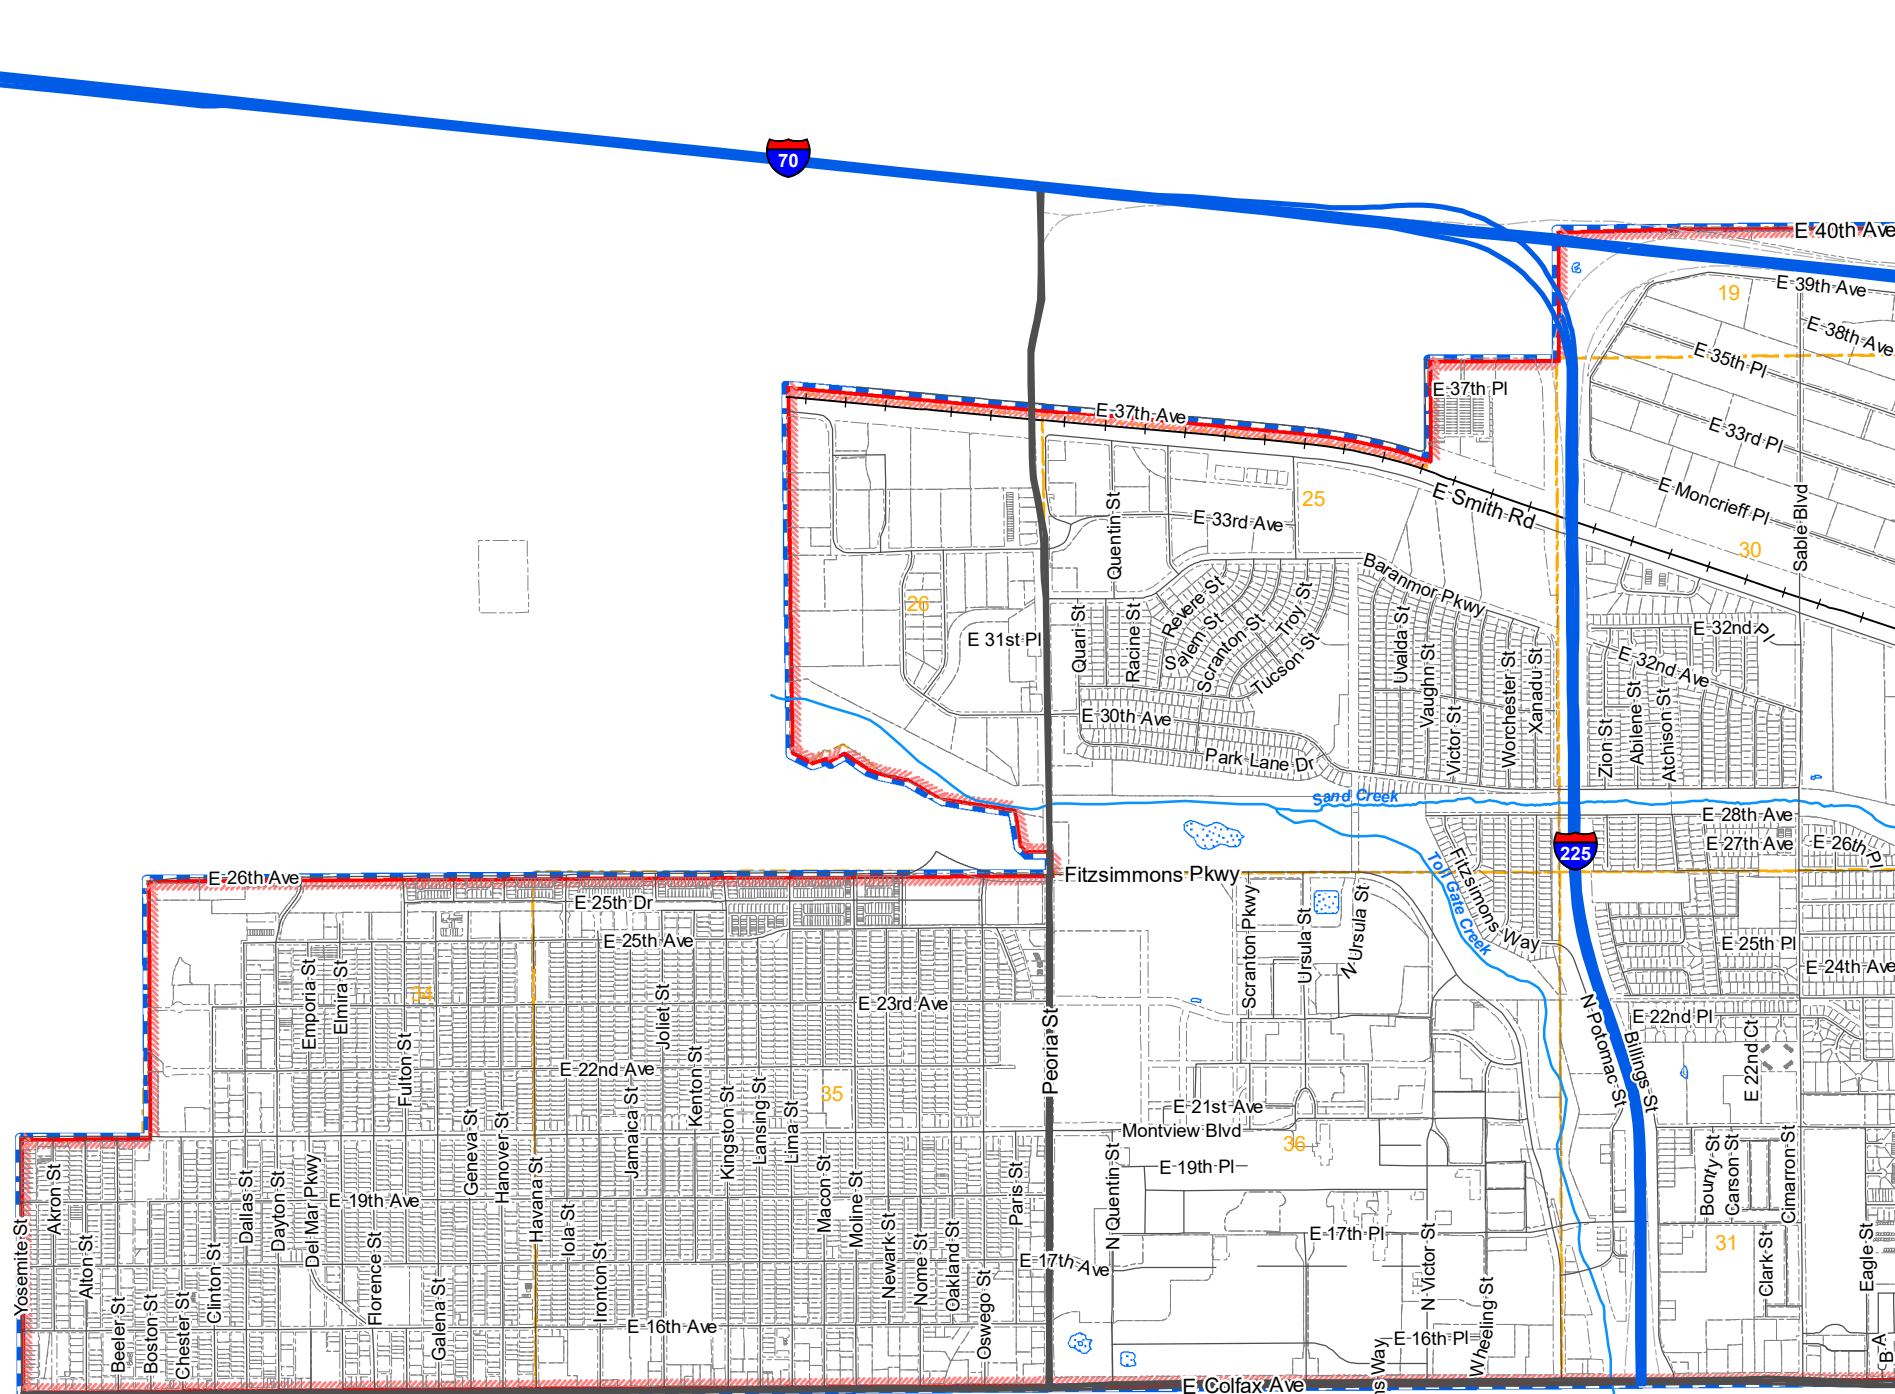 70
E 40th Ave
19
E 39th Ave
E 38th Ave
E 35th Pl
E 37th Pl
E 37th Ave
E 33rd Pl
E Moncrieff Pl
Sable Blvd
E Smith Rd
25
E 33rd Ave
Quentin St
30
Baranmor Pkwy
26
E 31st Pl
Quari St
Racine St
Revere St
Salem St
Scranton St
Troy St
Tucson St
Uvalda St
Vaughn St
Victor St
Worchester St
Xanadu St
E 32nd Pl
E 32nd Ave
Zion St
Abilene St
Atchison St
E 30th Ave
Park Lane Dr
Sand Creek
E 28th Ave
E 27th Ave
E 26th Pl
225
Fitzsimons Way
Toll Gate Creek
Fitzsimmons Pkwy
E 26th Ave
E 25th Dr
E 25th Ave
Scranton Pkwy
Ursula St
N Ursula St
E 25th Pl
E 24th Ave
34
Emporia St
Elmira St
Fulton St
Joliet St
E 23rd Ave
E 22nd Ave
Kenton St
Peoria St
N Potomac St
Billings St
E 22nd Pl
E 22nd Ct
35
Geneva St
Hanover St
Jamaica St
Kingston St
Lansing St
Lima St
E 21st Ave
Montview Blvd
36
E 19th Pl
N Quentin St
Akron St
Dallas St
Dayton St
Del Mar Pkwy
E 19th Ave
Havana St
Iola St
Macon St
Moline St
Paris St
Bounty St
Carson St
Cimarron St
Yosemite St
Alton St
Clinton St
Florence St
Galena St
Ironton St
Newark St
Nome St
Oakland St
Oswego St
E 17th Ave
E 17th Pl
N Victor St
31
Clark St
Eagle St
Beeler St
Boston St
Chester St
E 16th Ave
E 16th Pl
Wheeling St
ns Way
B A
E Colfax Ave